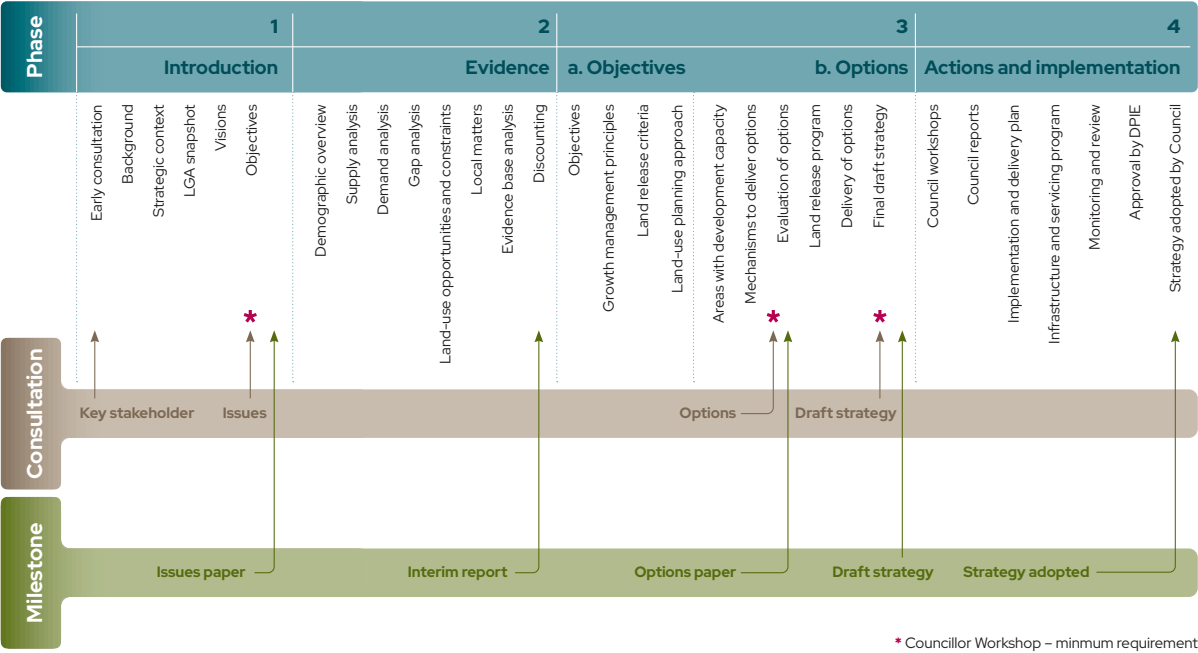 Phase
1
2
3
4
Introduction
Evidence
a. Objectives
b. Options
Actions and implementation
Early consultation
Background
Strategic context
LGA snapshot
Visions
Objectives
Demographic overview
Supply analysis
Demand analysis
Gap analysis
Land-use opportunities and constraints
Local matters
Evidence base analysis
Discounting
Objectives
Growth management principles
Land release criteria
Land-use planning approach
Areas with development capacity
Mechanisms to deliver options
Evaluation of options
Land release program
Delivery of options
Final draft strategy
Council workshops
Council reports
Implementation and delivery plan
Infrastructure and servicing program
Monitoring and review
Approval by DPIE
Strategy adopted by Council
*
*
*
Consultation
Key stakeholder
Issues
Options
Draft strategy
Milestone
Issues paper
Interim report
Options paper
Draft strategy
Strategy adopted
* Councillor Workshop – minmum requirement